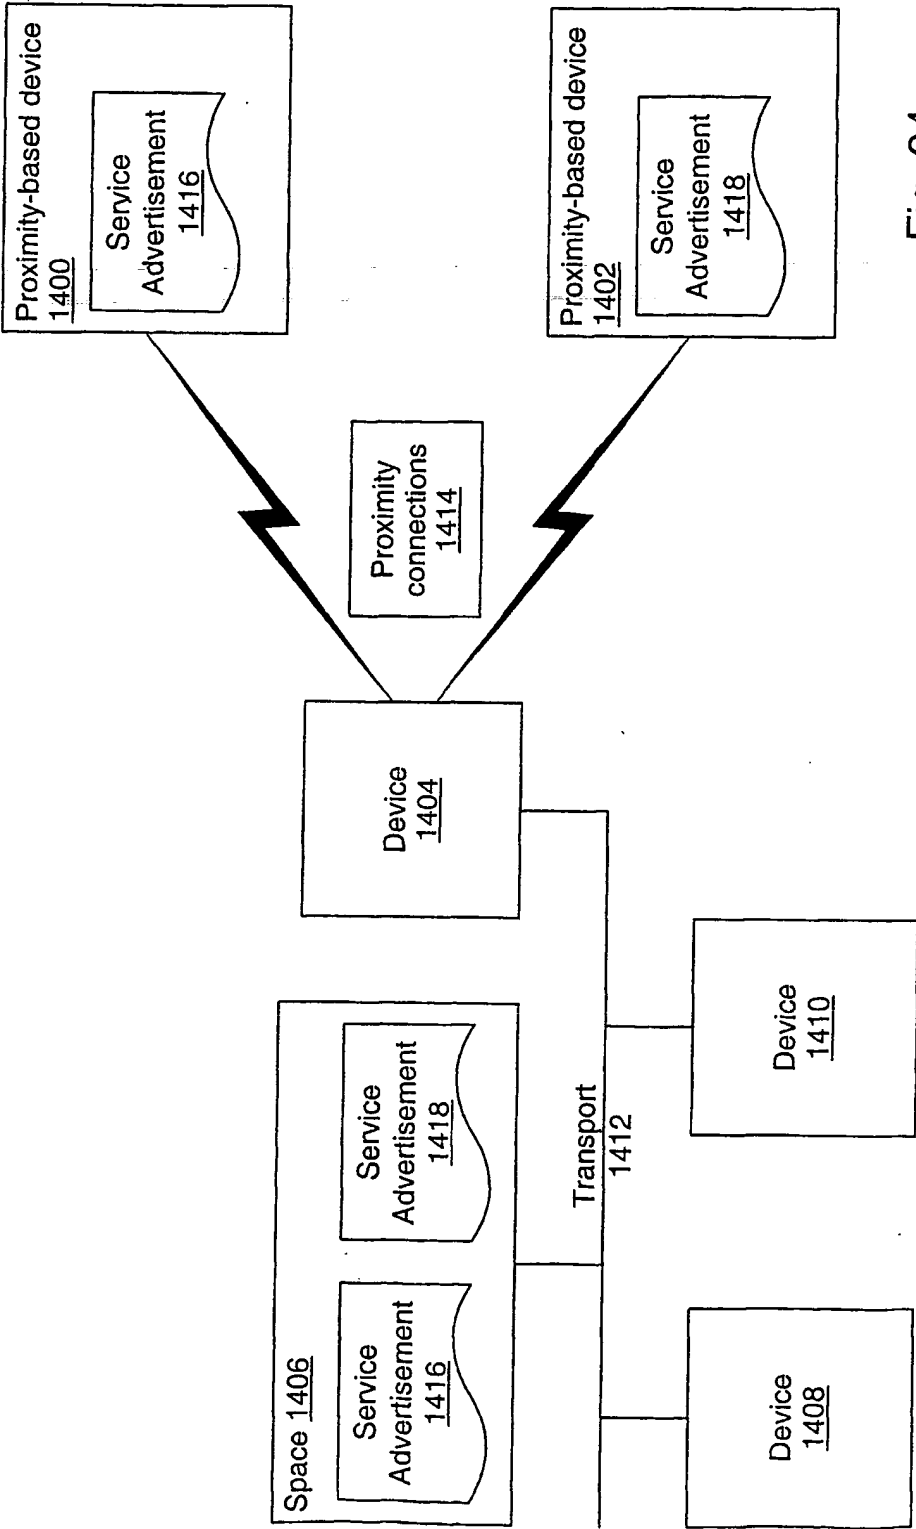 Proximity-based device
1400
Service
Advertisement
1416
Proximity-based device
1402
Service
Advertisement
1418
Proximity
connections
1414
Device
1404
Space 1406
Service
Advertisement
1416
Service
Advertisement
1418
Transport
1412
Device
1410
Device
1408